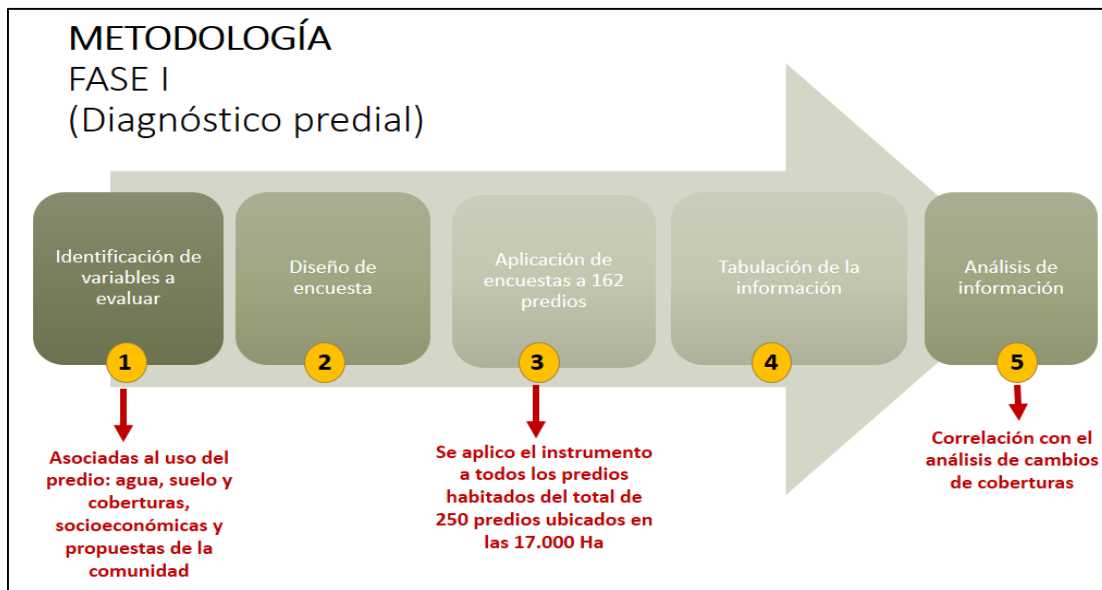 METODOLOGÍA
FASE I
(Diagnóstico predial)
Identificación de
variables a
evaluar
1
Diseño de
encuesta
2
Aplicación de
encuestas a 162
predios
3
Tabulación de la
información
4
Análisis de
información
5
Asociadas al uso del
predio: agua, suelo y
coberturas,
socioeconómicas y
propuestas de la
comunidad
Se aplico el instrumento
a todos los predios
habitados del total de
250 predios ubicados en
las 17.000 Ha
Correlación con el
análisis de cambios
de coberturas